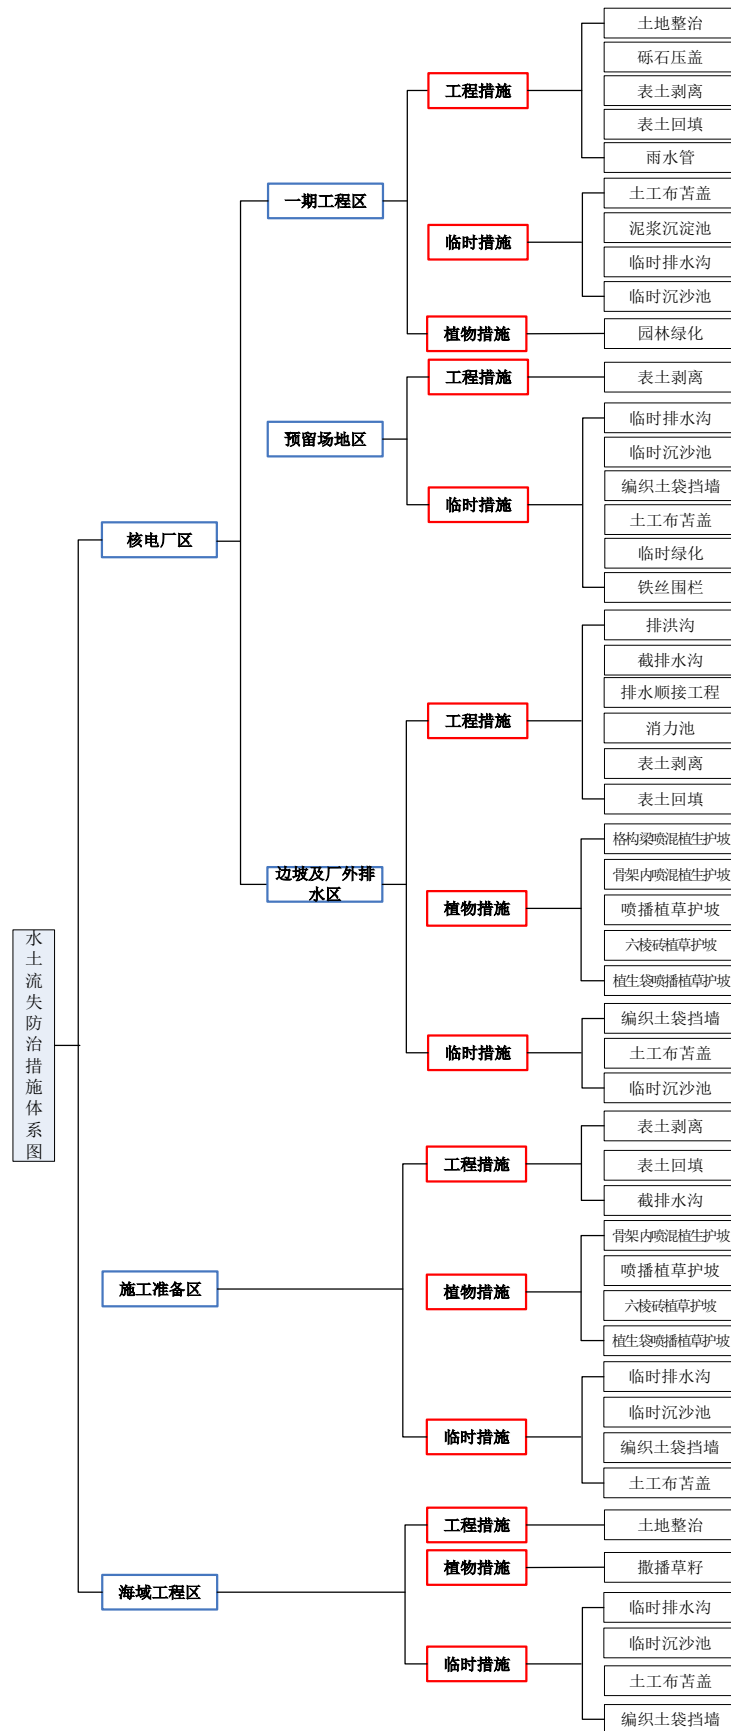 水土流失防治措施体系图
核电厂区
一期工程区
工程措施
土地整治
砾石压盖
表土剥离
表土回填
雨水管
临时措施
土工布苫盖
泥浆沉淀池
临时排水沟
临时沉沙池
植物措施
园林绿化
预留场地区
工程措施
表土剥离
临时措施
临时排水沟
临时沉沙池
编织土袋挡墙
土工布苫盖
临时绿化
铁丝围栏
边坡及厂外排
水区
工程措施
排洪沟
截排水沟
排水顺接工程
消力池
表土剥离
表土回填
植物措施
格构梁喷混植生护坡
骨架内喷混植生护坡
喷播植草护坡
六棱砖植草护坡
植生袋喷播植草护坡
临时措施
编织土袋挡墙
土工布苫盖
临时沉沙池
施工准备区
工程措施
表土剥离
表土回填
截排水沟
植物措施
骨架内喷混植生护坡
喷播植草护坡
六棱砖植草护坡
植生袋喷播植草护坡
临时措施
临时排水沟
临时沉沙池
编织土袋挡墙
土工布苫盖
海域工程区
工程措施
土地整治
植物措施
撒播草籽
临时措施
临时排水沟
临时沉沙池
土工布苫盖
编织土袋挡墙